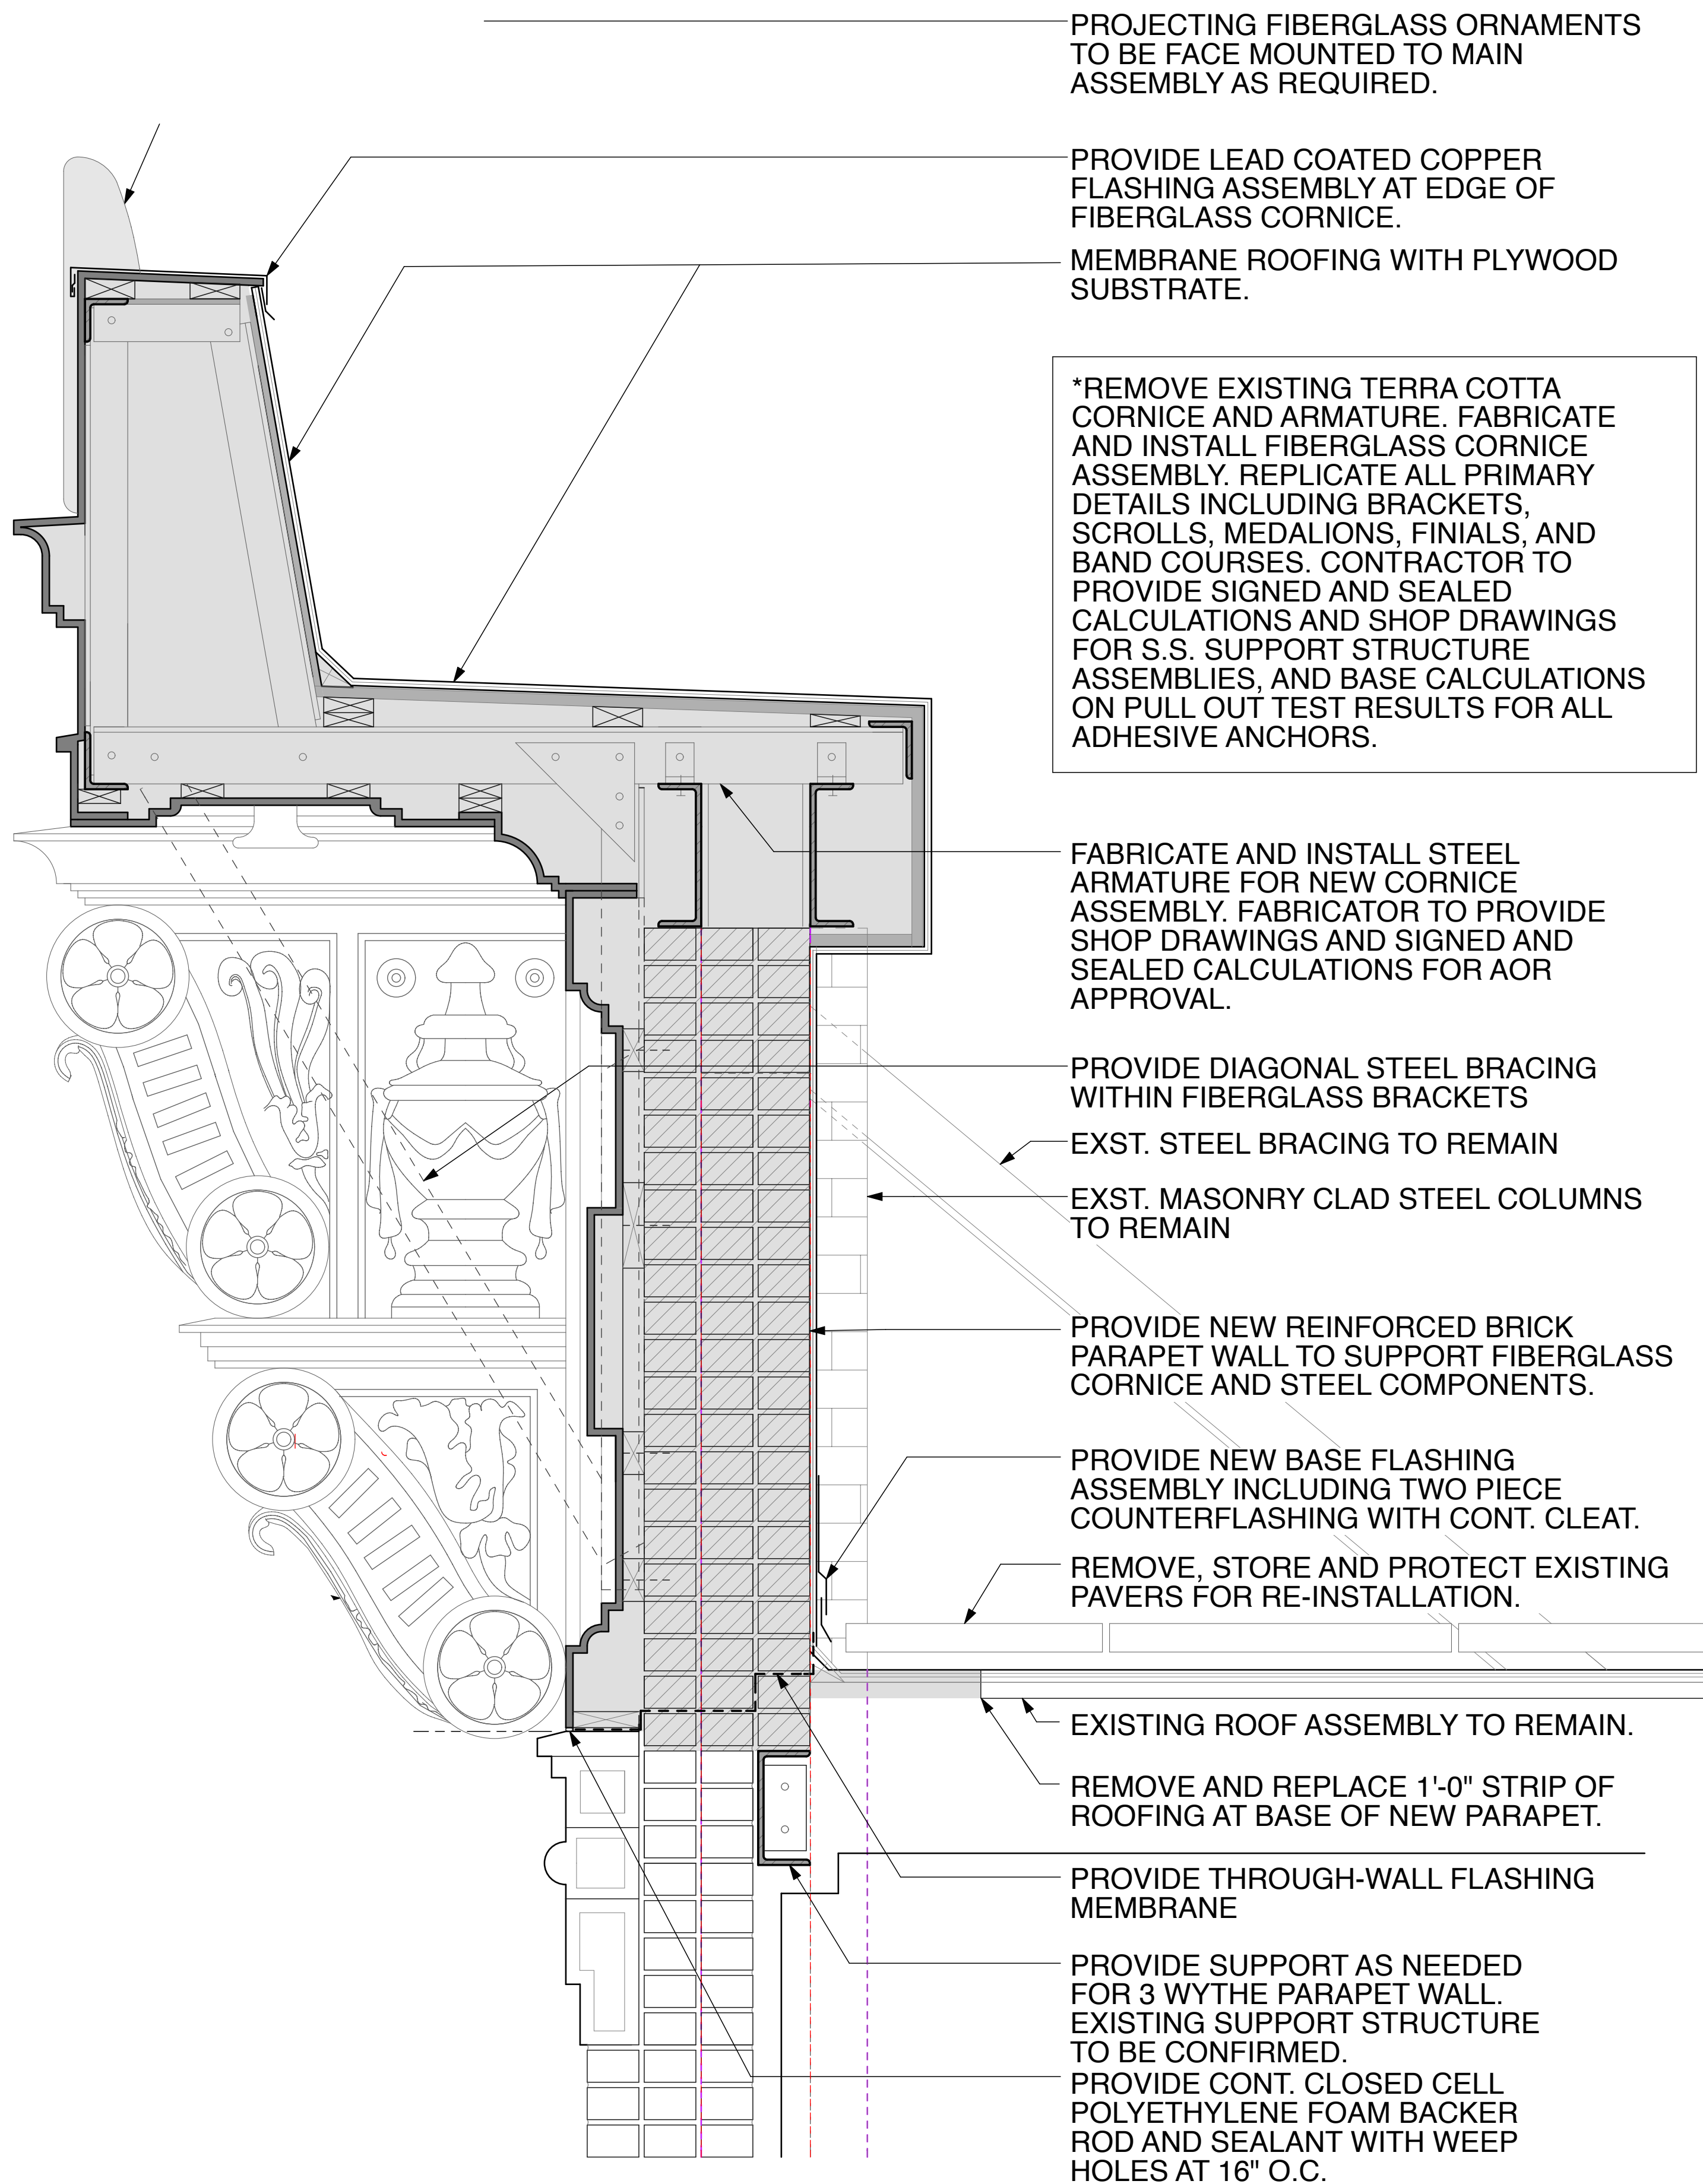 PROJECTING FIBERGLASS ORNAMENTS
TO BE FACE MOUNTED TO MAIN
ASSEMBLY AS REQUIRED.
PROVIDE LEAD COATED COPPER
FLASHING ASSEMBLY AT EDGE OF
FIBERGLASS CORNICE.
MEMBRANE ROOFING WITH PLYWOOD
SUBSTRATE.
*REMOVE EXISTING TERRA COTTA
CORNICE AND ARMATURE. FABRICATE
AND INSTALL FIBERGLASS CORNICE
ASSEMBLY. REPLICATE ALL PRIMARY
DETAILS INCLUDING BRACKETS,
SCROLLS, MEDALIONS, FINIALS, AND
BAND COURSES. CONTRACTOR TO
PROVIDE SIGNED AND SEALED
CALCULATIONS AND SHOP DRAWINGS
FOR S.S. SUPPORT STRUCTURE
ASSEMBLIES, AND BASE CALCULATIONS
ON PULL OUT TEST RESULTS FOR ALL
ADHESIVE ANCHORS.
FABRICATE AND INSTALL STEEL
ARMATURE FOR NEW CORNICE
ASSEMBLY. FABRICATOR TO PROVIDE
SHOP DRAWINGS AND SIGNED AND
SEALED CALCULATIONS FOR AOR
APPROVAL.
PROVIDE DIAGONAL STEEL BRACING
WITHIN FIBERGLASS BRACKETS
EXST. STEEL BRACING TO REMAIN
EXST. MASONRY CLAD STEEL COLUMNS
TO REMAIN
PROVIDE NEW REINFORCED BRICK
PARAPET WALL TO SUPPORT FIBERGLASS
CORNICE AND STEEL COMPONENTS.
PROVIDE NEW BASE FLASHING
ASSEMBLY INCLUDING TWO PIECE
COUNTERFLASHING WITH CONT. CLEAT.
REMOVE, STORE AND PROTECT EXISTING
PAVERS FOR RE-INSTALLATION.
EXISTING ROOF ASSEMBLY TO REMAIN.
REMOVE AND REPLACE 1'-0" STRIP OF
ROOFING AT BASE OF NEW PARAPET.
PROVIDE THROUGH-WALL FLASHING
MEMBRANE
PROVIDE SUPPORT AS NEEDED
FOR 3 WYTHE PARAPET WALL.
EXISTING SUPPORT STRUCTURE
TO BE CONFIRMED.
PROVIDE CONT. CLOSED CELL
POLYETHYLENE FOAM BACKER
ROD AND SEALANT WITH WEEP
HOLES AT 16" O.C.